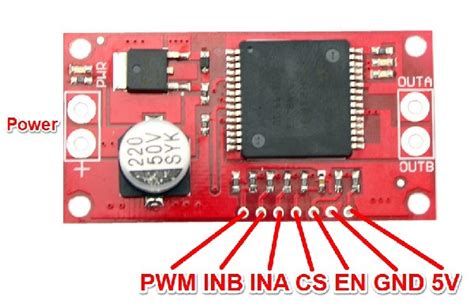 PWR
OUTA
Power
220
50V
SYK
+
OUTB
PWM INB INA CS EN GND 5V